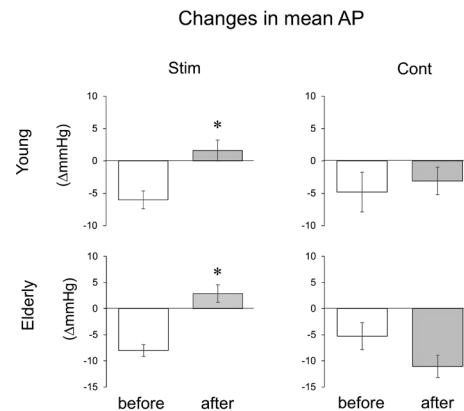 Changes in mean AP
Stim Cont
Young
(ΔmmHg)
10 10
5 5
* 
0 0
-5 -5
-10 -10
Elderly
(ΔmmHg)
10 10
5 5
*
0 0
-5 -5
-10 -10
-15 -15
before after before after